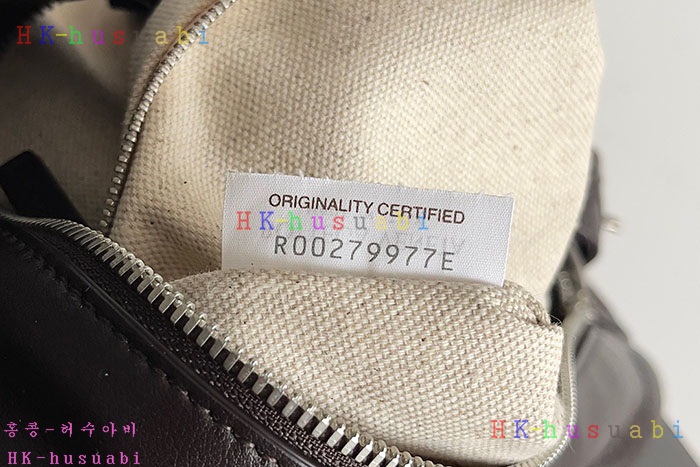 HK-husuabi
ORIGINALITY CERTIFIED
HK-husuabi
R00279977E
HK-husuabi
홍콩-허수아비
HK-husuabi